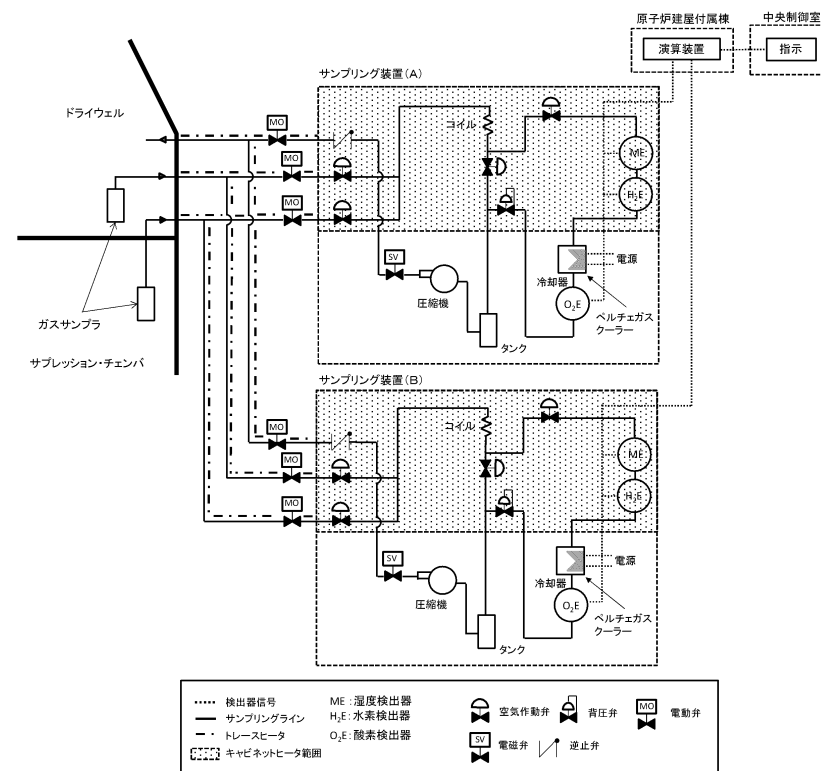 原子炉建屋付属棟
中央制御室
演算装置
指示
サンプリング装置(A)
ドライウェル
MO
コイル
MO
ME
MO
H₂E
SV
電源
冷却器
圧縮機
O₂E
ペルチェガス
クーラー
ガスサンプラ
タンク
サプレッション・チェンバ
サンプリング装置(B)
MO
コイル
MO
ME
MO
H₂E
SV
電源
冷却器
圧縮機
O₂E
ペルチェガス
クーラー
タンク
検出器信号
サンプリングライン
トレースヒータ
キャビネットヒータ範囲
ME:湿度検出器
H₂E:水素検出器
O₂E:酸素検出器
空気作動弁
背圧弁
MO 電動弁
SV 電磁弁
逆止弁